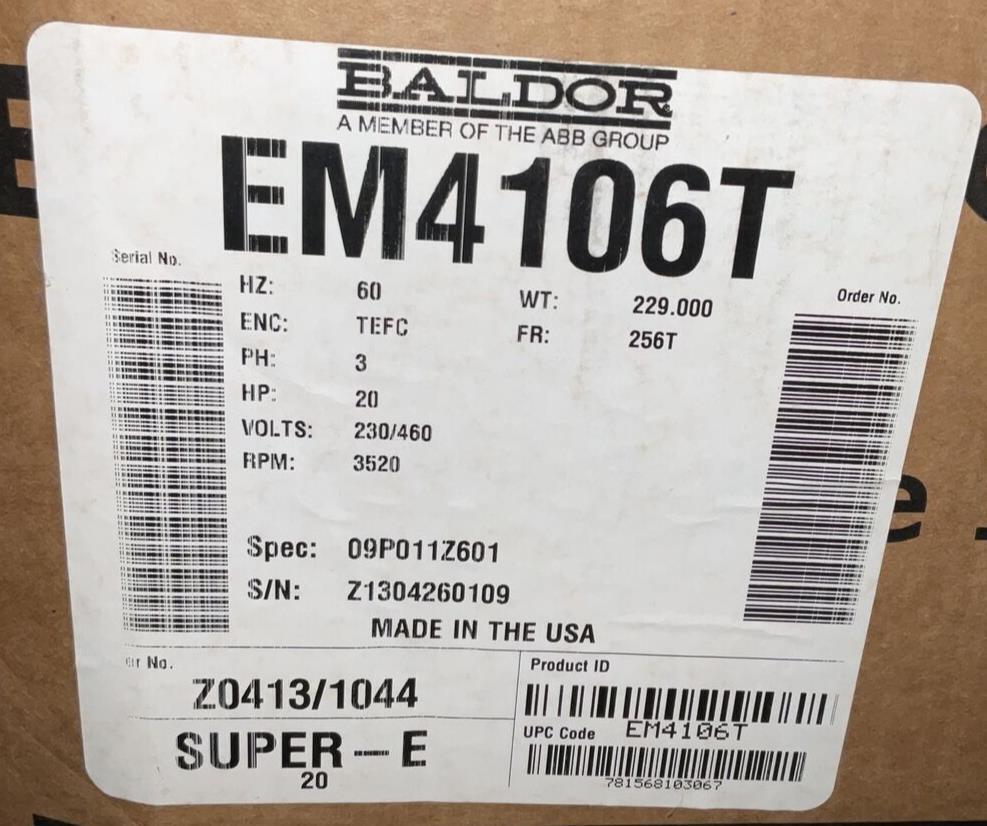 BALDOR
A MEMBER OF THE ABB GROUP
EM4106T
Serial No.
Order No.
HZ: 60 WT: 229.000
ENC: TEFC FR: 256T
PH: 3
HP: 20
VOLTS: 230/460
RPM: 3520
Spec: 09P011Z601
S/N: Z1304260109
MADE IN THE USA
No.
Z0413/1044
SUPER-E
20
Product ID
EM4106T
UPC Code
781568103067
e